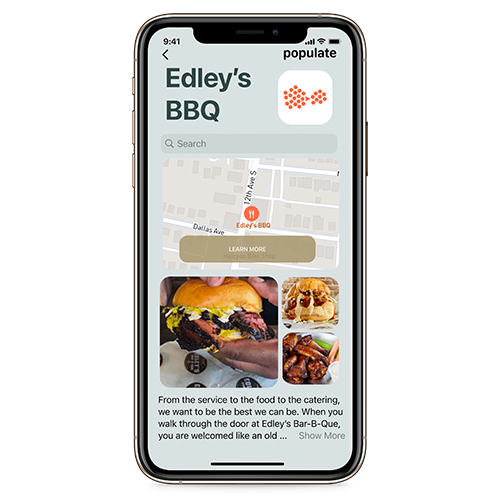 9:41
populate
Edley's
BBQ
Search
12th Ave S
Edley's BBQ
Dallas Ave
LEARN MORE
From the service to the food to the catering,
we want to be the best we can be. When you
walk through the door at Edley's Bar-B-Que,
you are welcomed like an old ... Show More